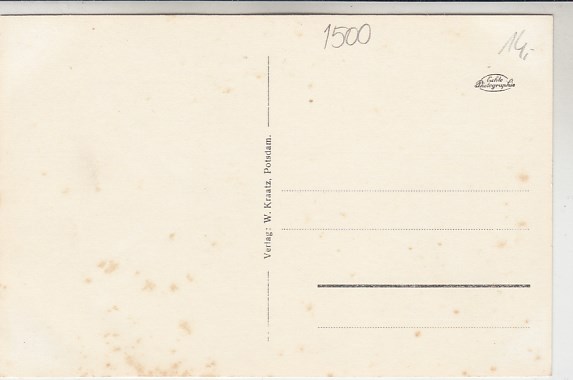 1500
14,-
Echte
Photographie
Verlag: W. Kraatz, Potsdam.